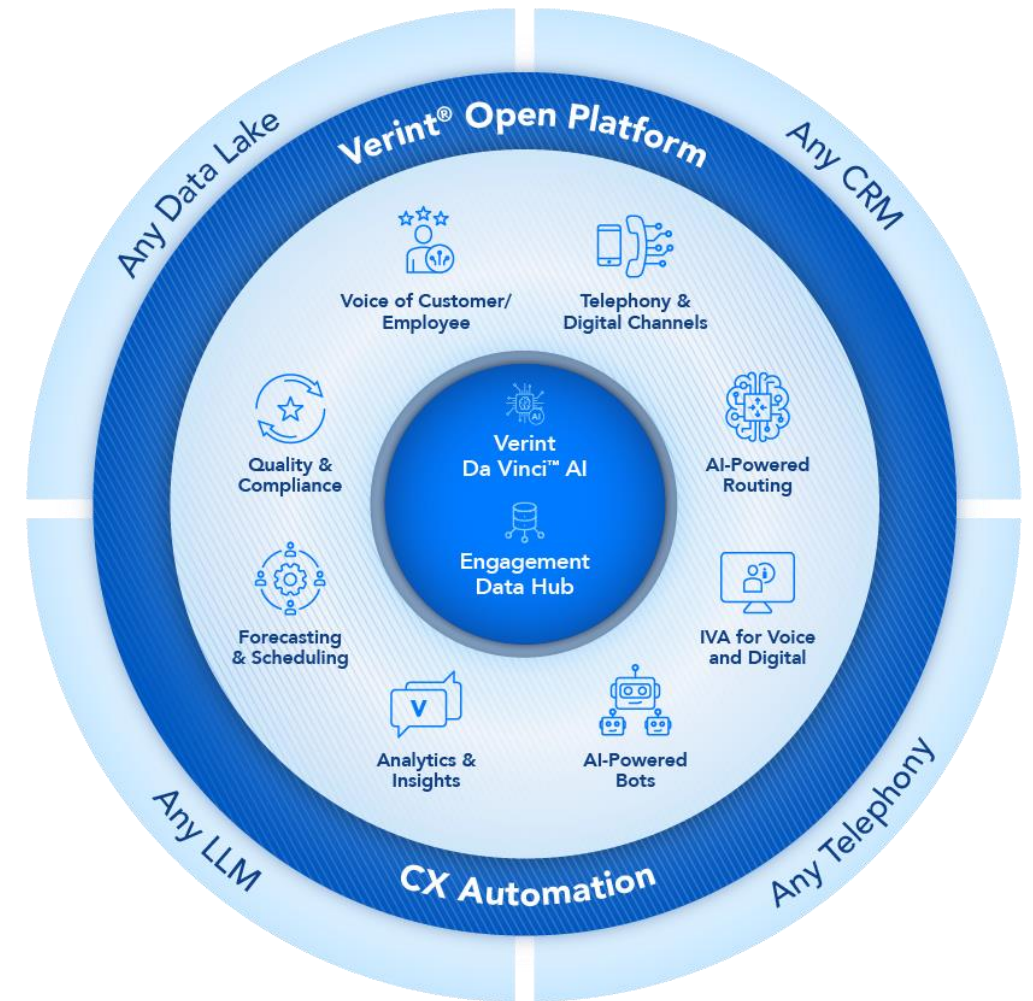 Verint® Open Platform
Any Data Lake
Any CRM
Voice of Customer/
Employee
Telephony &
Digital Channels
Quality &
Compliance
AI
Verint
Da Vinci™ AI
AI-Powered
Routing
Engagement
Data Hub
Forecasting
& Scheduling
IVA for Voice
and Digital
V
Analytics &
Insights
AI-Powered
Bots
Any LLM
Any Telephony
CX Automation